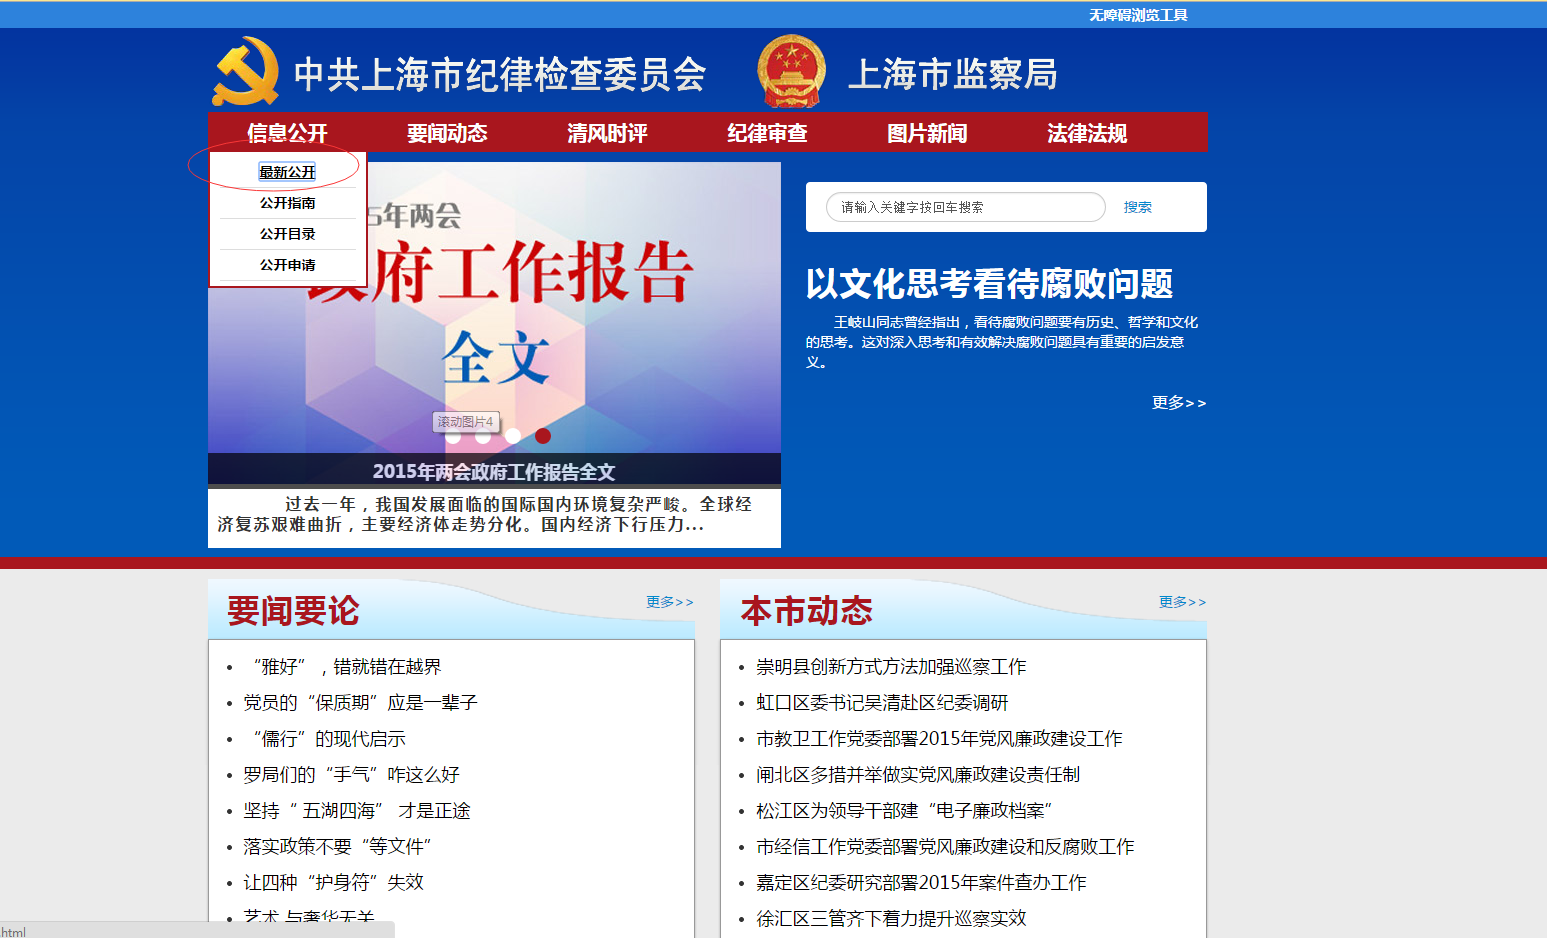 无障碍浏览工具
中共上海市纪律检查委员会
上海市监察局
信息公开
要闻动态
清风时评
纪律审查
图片新闻
法律法规
最新公开
公开指南
公开目录
公开申请
5年两会
政府工作报告
全文
滚动图片4
2015年两会政府工作报告全文
过去一年，我国发展面临的国际国内环境复杂严峻。全球经
济复苏艰难曲折，主要经济体走势分化。国内经济下行压力...
请输入关键字按回车搜索
搜索
以文化思考看待腐败问题
王岐山同志曾经指出，看待腐败问题要有历史、哲学和文化
的思考。这对深入思考和有效解决腐败问题具有重要的启发意
义。
更多>>
要闻要论
更多>>
“雅好”，错就错在越界
党员的“保质期”应是一辈子
“儒行”的现代启示
罗局们的“手气”咋这么好
坚持“ 五湖四海” 才是正途
落实政策不要“等文件”
让四种“护身符”失效
艺术 与奢华无关
本市动态
更多>>
崇明县创新方式方法加强巡察工作
虹口区委书记吴清赴区纪委调研
市教卫工作党委部署2015年党风廉政建设工作
闸北区多措并举做实党风廉政建设责任制
松江区为领导干部建“电子廉政档案”
市经信工作党委部署党风廉政建设和反腐败工作
嘉定区纪委研究部署2015年案件查办工作
徐汇区三管齐下着力提升巡察实效
html